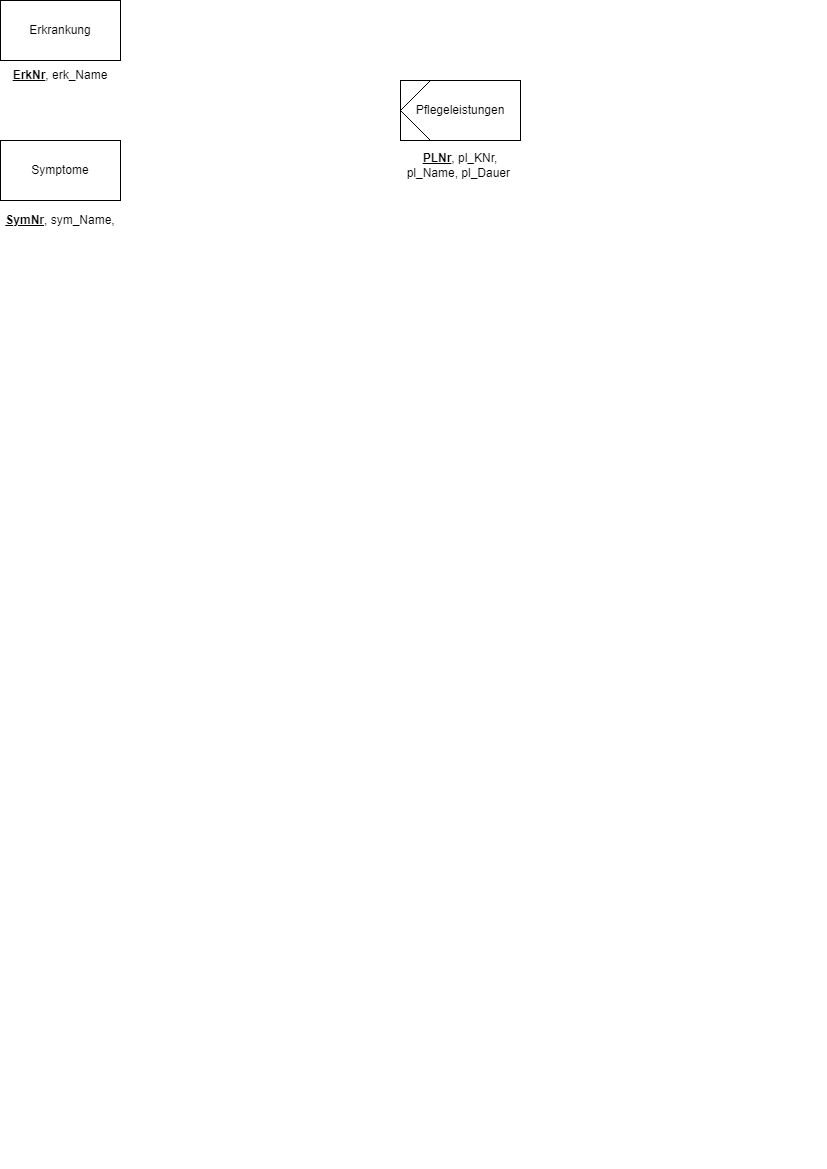 Erkrankung
ErkNr, erk_Name
Pflegeleistungen
PLNr, pl_KNr,
pl_Name, pl_Dauer
Symptome
SymNr, sym_Name,